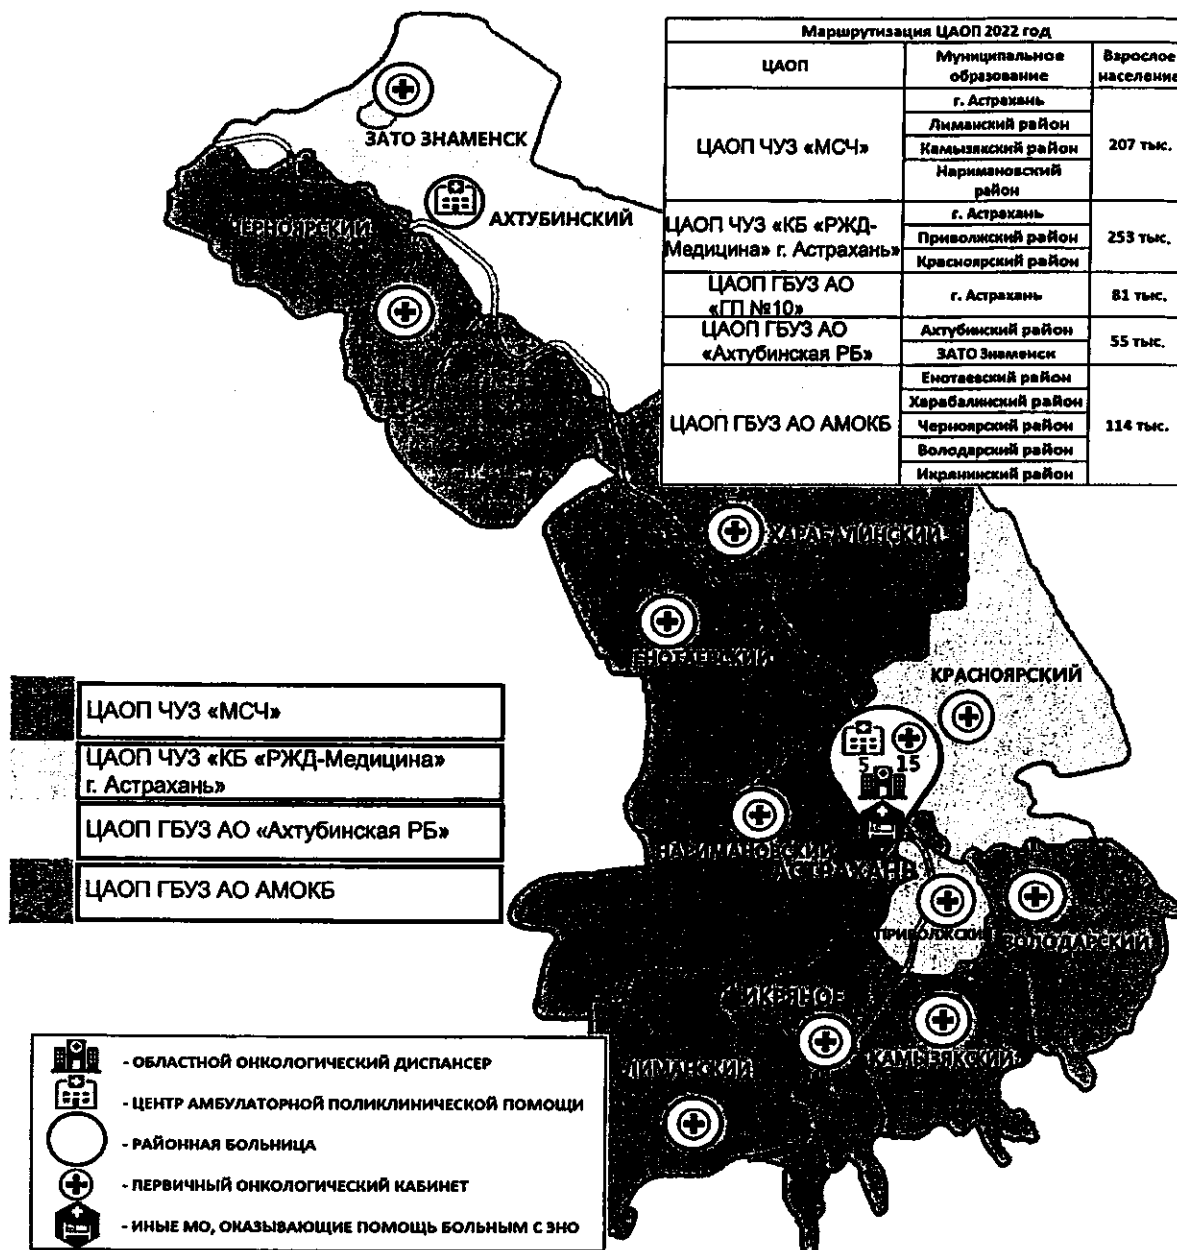 Маршрутизация ЦАОП 2022 год
ЦАОП
Муниципальное
образование
Взрослое
население
ЦАОП ЧУЗ «МСЧ»
г. Астрахань
Лиманский район
Камызякский район
Наримановский
район
207 тыс.
ЦАОП ЧУЗ «КБ «РЖД-
Медицина» г. Астрахань»
г. Астрахань
Приволжский район
Красноярский район
253 тыс.
ЦАОП ГБУЗ АО
«ГП №10»
г. Астрахань
81 тыс.
ЦАОП ГБУЗ АО
«Ахтубинская РБ»
Ахтубинский район
ЗАТО Знаменск
55 тыс.
ЦАОП ГБУЗ АО АМОКБ
Енотаевский район
Харабалинский район
Черноярский район
Володарский район
Икрянинский район
114 тыс.
ЗАТО ЗНАМЕНСК
АХТУБИНСКИЙ
ЧЕРНОЯРСКИЙ
ХАРАБАЛИНСКИЙ
ЕНОТАЕВСКИЙ
КРАСНОЯРСКИЙ
5 15
НАРИМАНОВСКИЙ
АСТРАХАНЬ
ПРИВОЛЖСКИЙ
ВОЛОДАРСКИЙ
ИКРЯНОЕ
КАМЫЗЯКСКИЙ
ЛИМАНСКИЙ
ЦАОП ЧУЗ «МСЧ»
ЦАОП ЧУЗ «КБ «РЖД-Медицина»
г. Астрахань»
ЦАОП ГБУЗ АО «Ахтубинская РБ»
ЦАОП ГБУЗ АО АМОКБ
- ОБЛАСТНОЙ ОНКОЛОГИЧЕСКИЙ ДИСПАНСЕР
- ЦЕНТР АМБУЛАТОРНОЙ ПОЛИКЛИНИЧЕСКОЙ ПОМОЩИ
- РАЙОННАЯ БОЛЬНИЦА
- ПЕРВИЧНЫЙ ОНКОЛОГИЧЕСКИЙ КАБИНЕТ
- ИНЫЕ МО, ОКАЗЫВАЮЩИЕ ПОМОЩЬ БОЛЬНЫМ С ЗНО